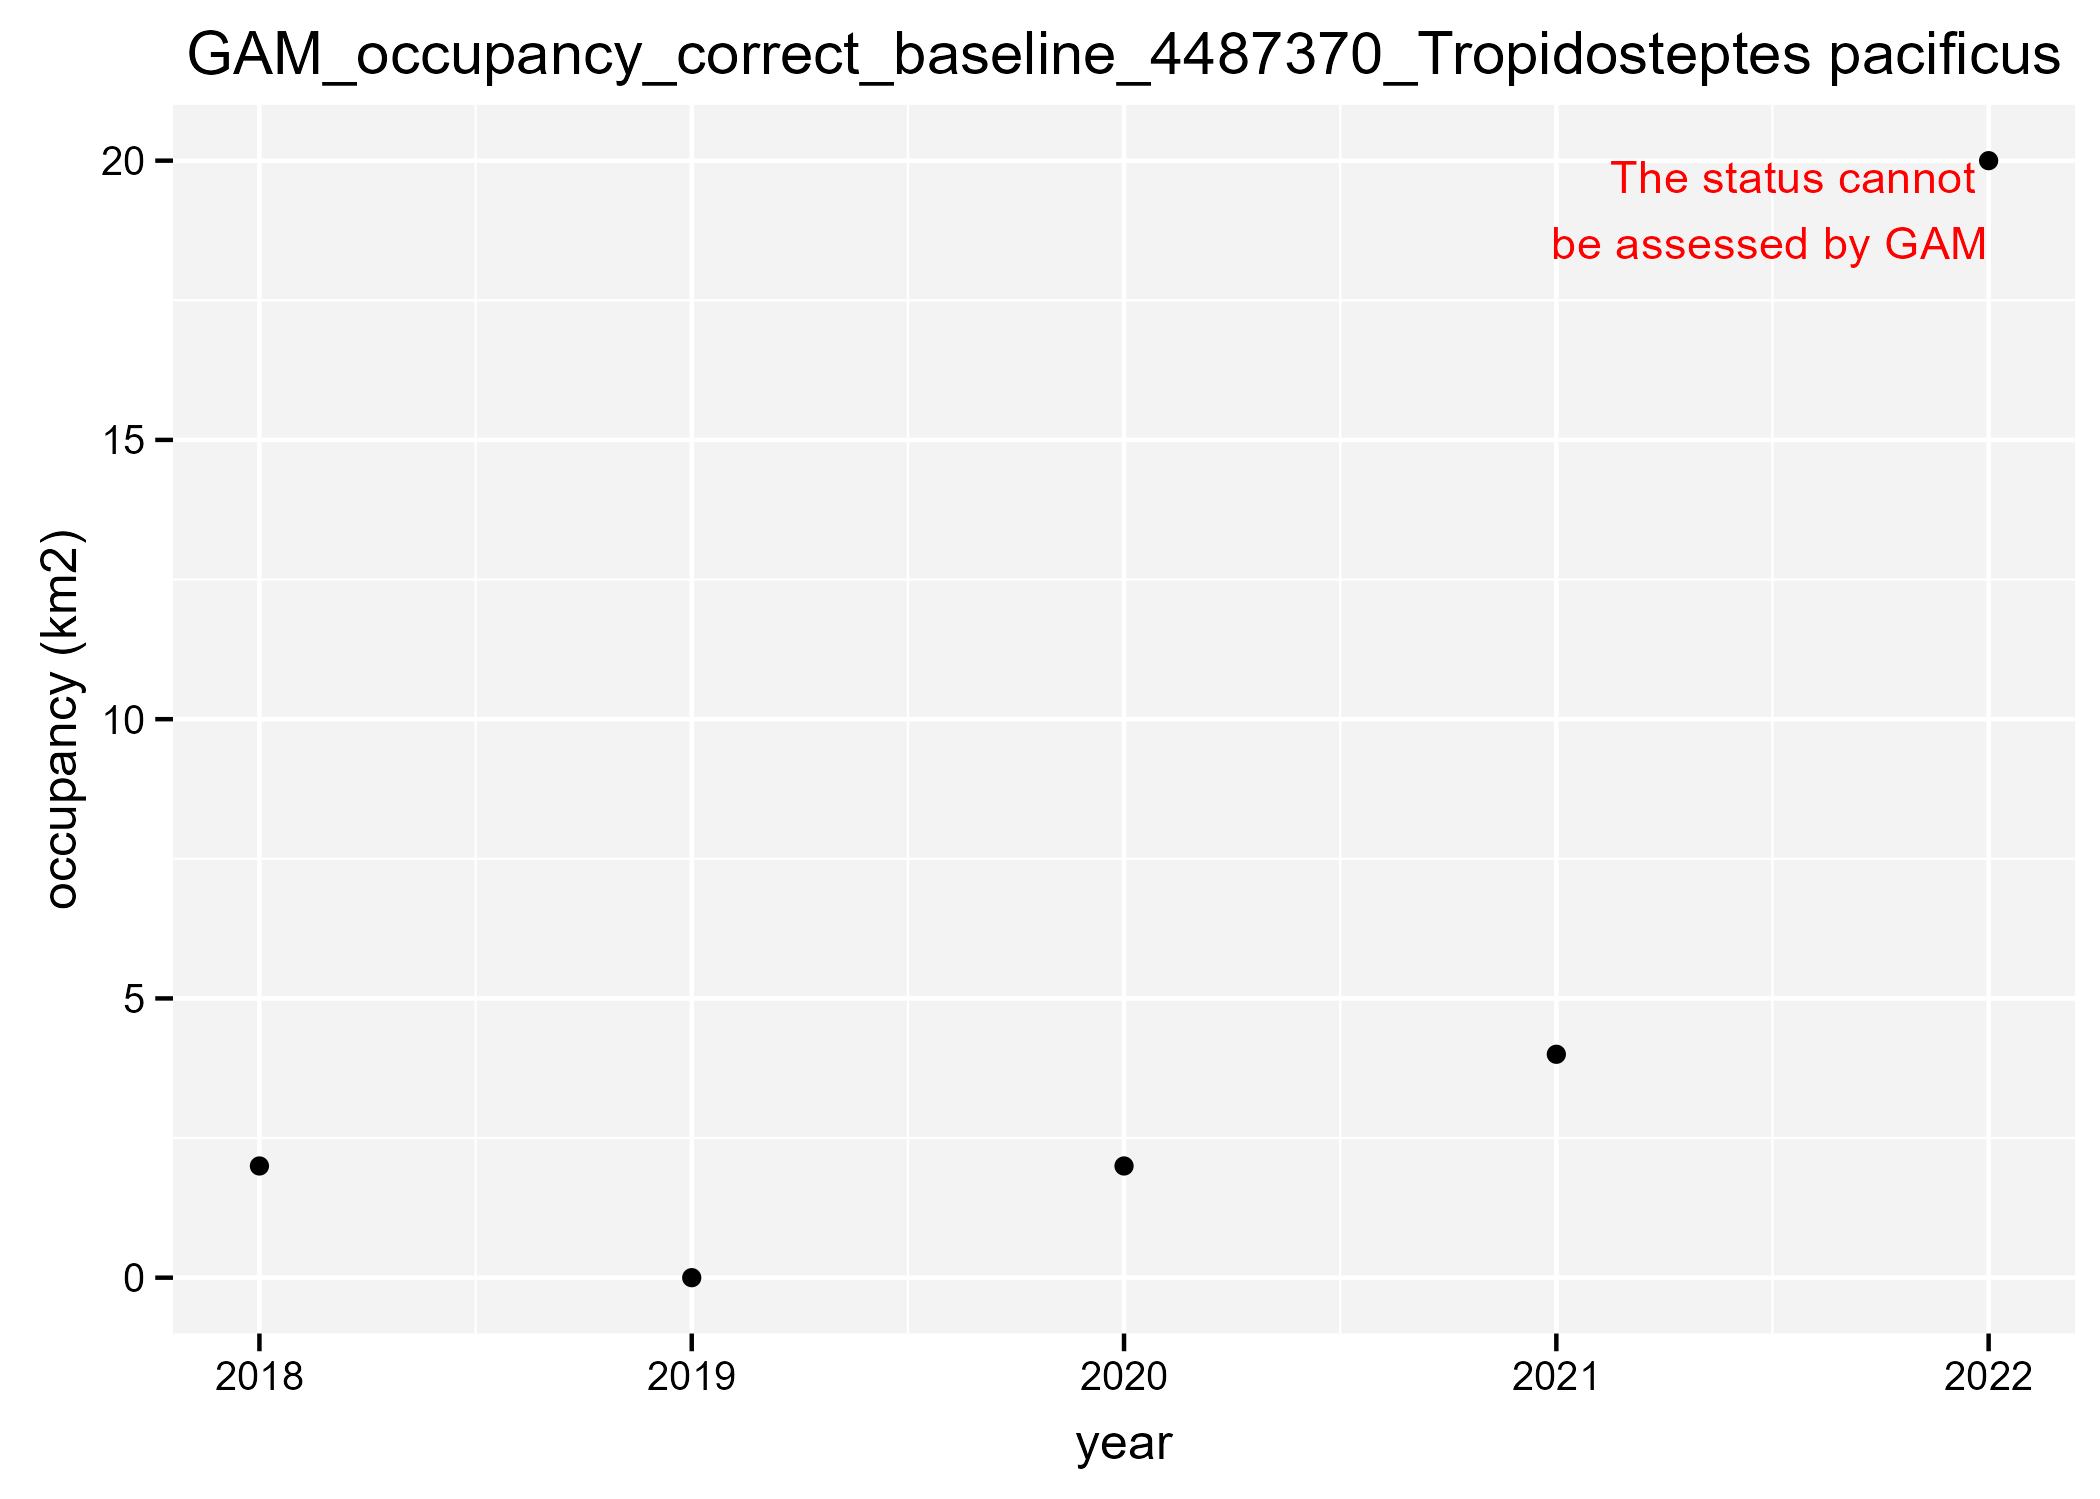 GAM_occupancy_correct_baseline_4487370_Tropidosteptes pacificus
20
The status cannot
be assessed by GAM
15
10
5
0
occupancy (km2)
2018 2019 2020 2021 2022
year